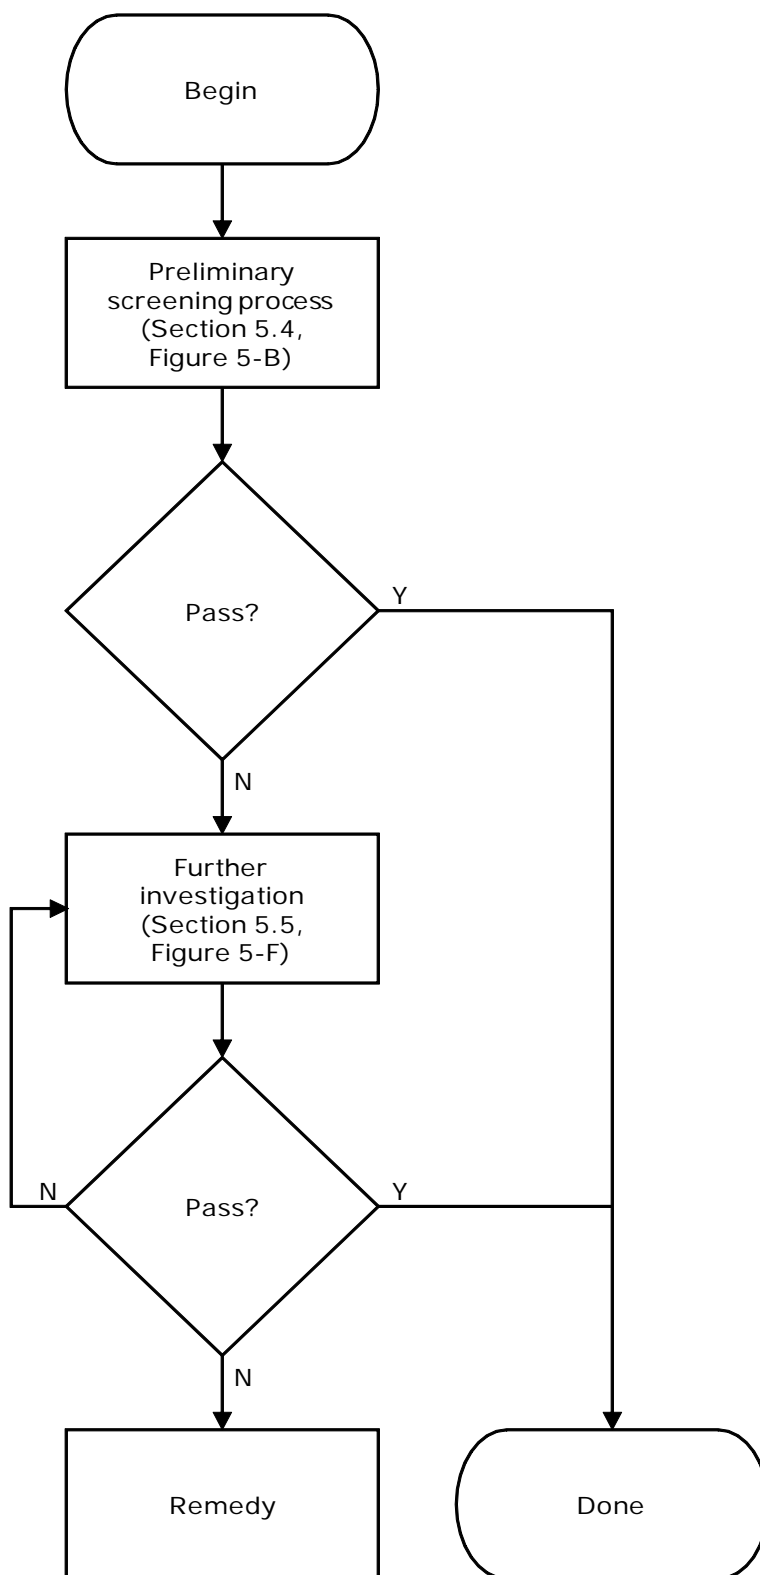 Begin
Preliminary
screening process
(Section 5.4,
Figure 5-B)
Pass?
Y
N
Further
investigation
(Section 5.5,
Figure 5-F)
N
Pass?
Y
N
Remedy
Done